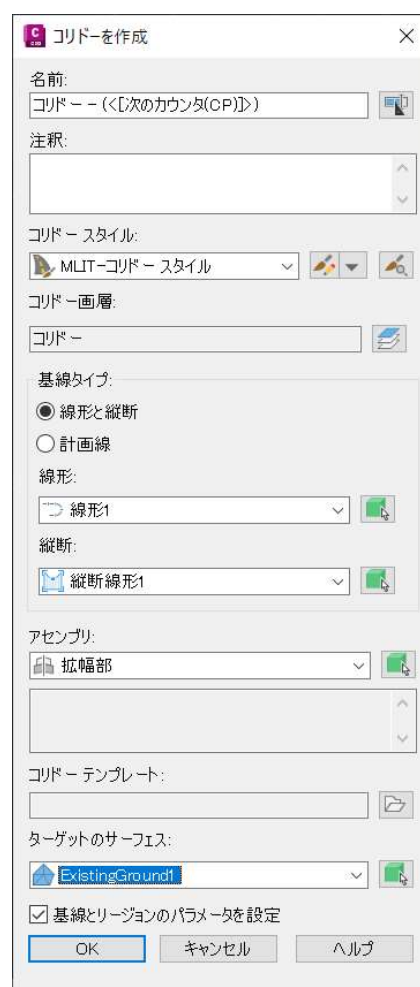 コリドーを作成
名前:
コリドー - (<[次のカウンタ(CP)]>)
注釈:
コリドー スタイル:
MLIT-コリドー スタイル
コリドー画層:
コリドー
基線タイプ:
線形と縦断
計画線
線形:
線形1
縦断:
縦断線形1
アセンブリ:
拡幅部
コリドー テンプレート:
ターゲットのサーフェス:
ExistingGround1
基線とリージョンのパラメータを設定
OK キャンセル ヘルプ